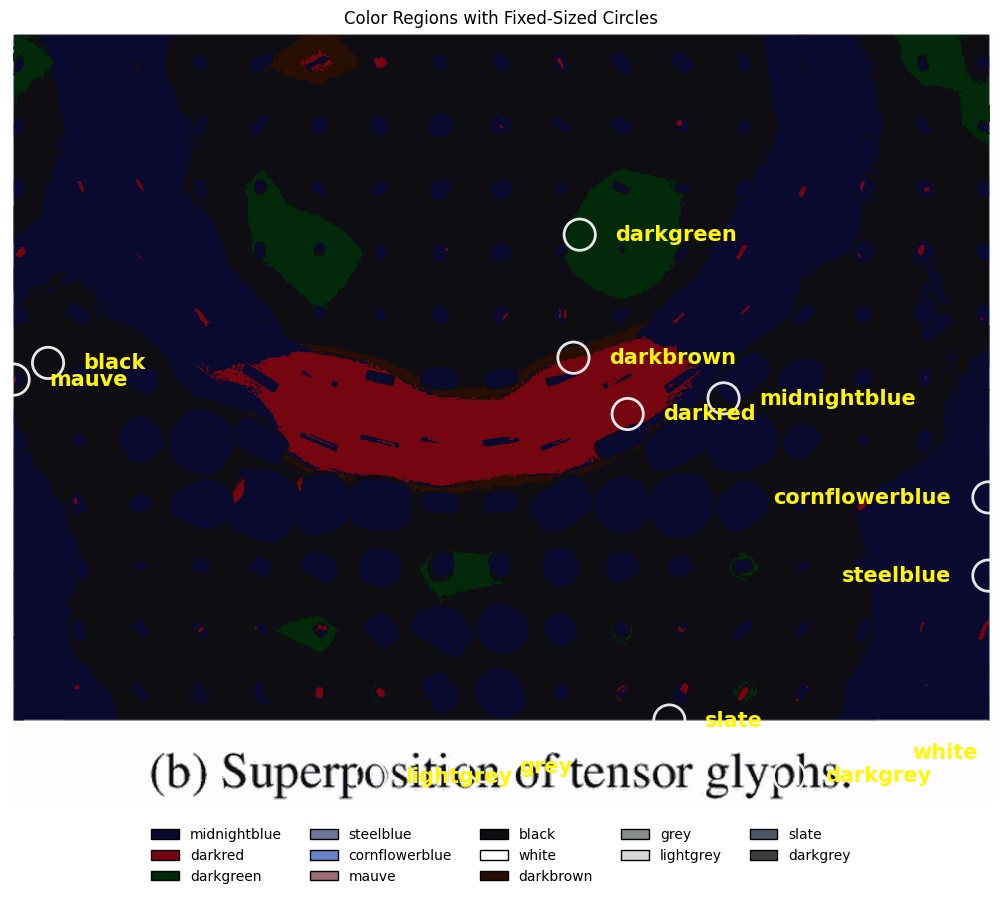 Color Regions with Fixed-Sized Circles
darkgreen
darkbrown
black
mauve
midnightblue
darkred
cornflowerblue
steelblue
slate
white
grey
lightgrey
darkgrey
(b) Superposition of tensor glyphs.
midnightblue steelblue black grey slate
darkred cornflowerblue white lightgrey darkgrey
darkgreen mauve darkbrown